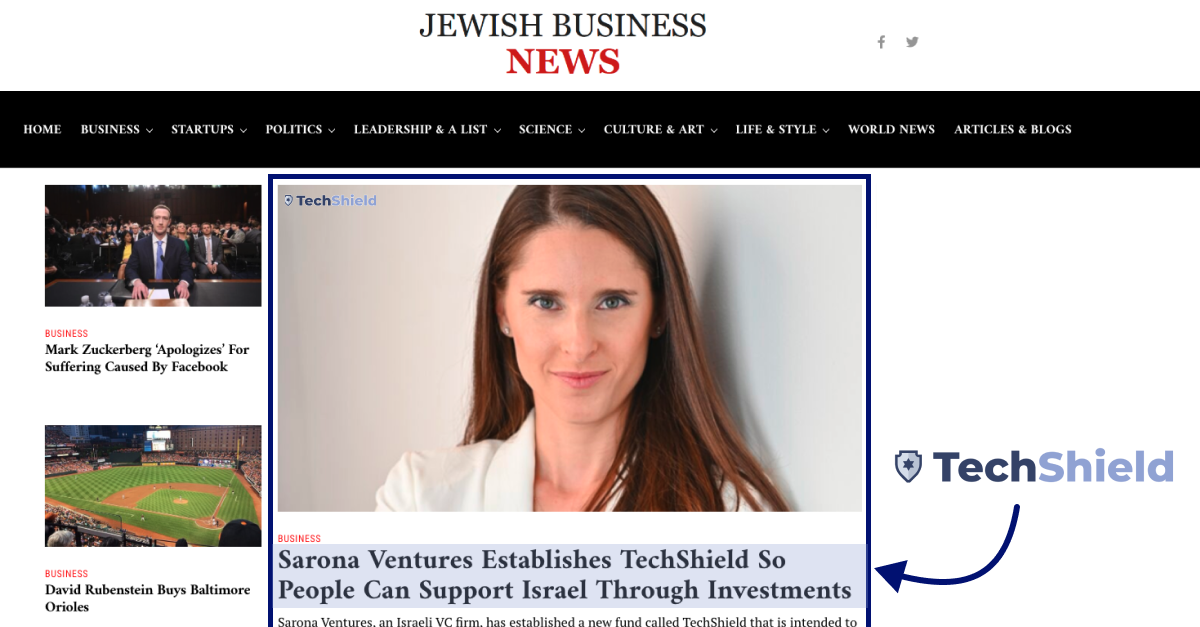 JEWISH BUSINESS
NEWS
HOME BUSINESS STARTUPS POLITICS LEADERSHIP & A LIST SCIENCE CULTURE & ART LIFE & STYLE WORLD NEWS ARTICLES & BLOGS
BUSINESS
Mark Zuckerberg ‘Apologizes’ For
Suffering Caused By Facebook
BUSINESS
David Rubenstein Buys Baltimore
Orioles
TechShield
BUSINESS
Sarona Ventures Establishes TechShield So
People Can Support Israel Through Investments
Sarona Ventures, an Israeli VC firm, has established a new fund called TechShield that is intended to
TechShield